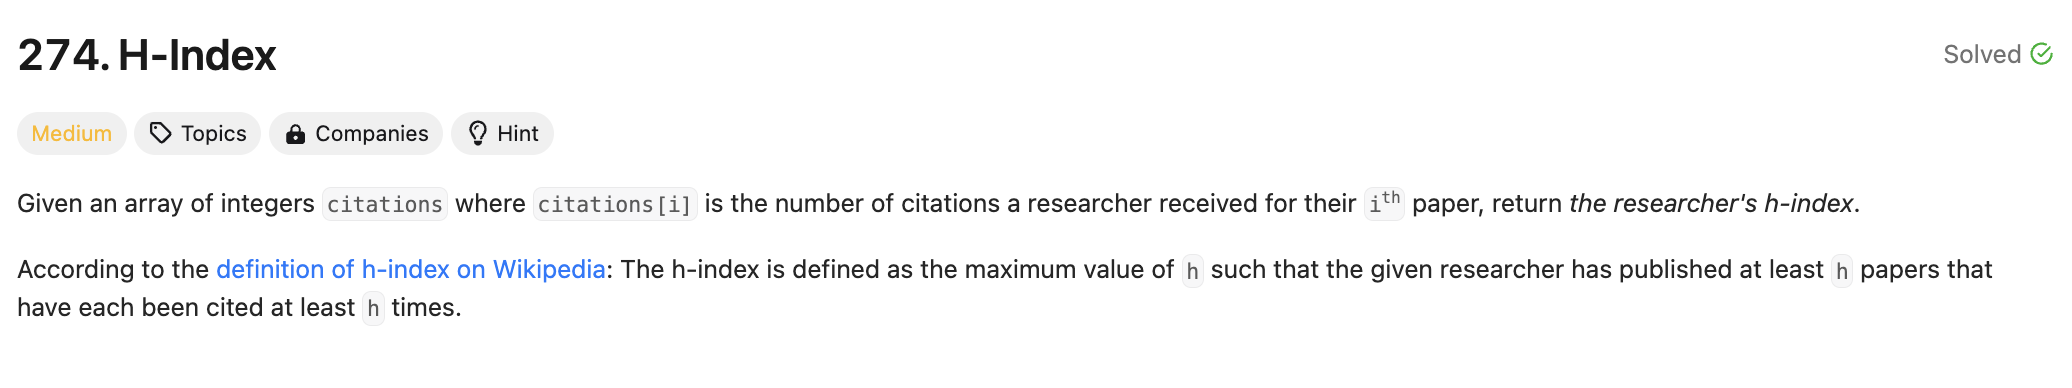 274. H-Index
Solved
Medium
Topics
Companies
Hint
Given an array of integers citations where citations[i] is the number of citations a researcher received for their iᵗʰ paper, return the researcher's h-index.
According to the definition of h-index on Wikipedia: The h-index is defined as the maximum value of h such that the given researcher has published at least h papers that
have each been cited at least h times.